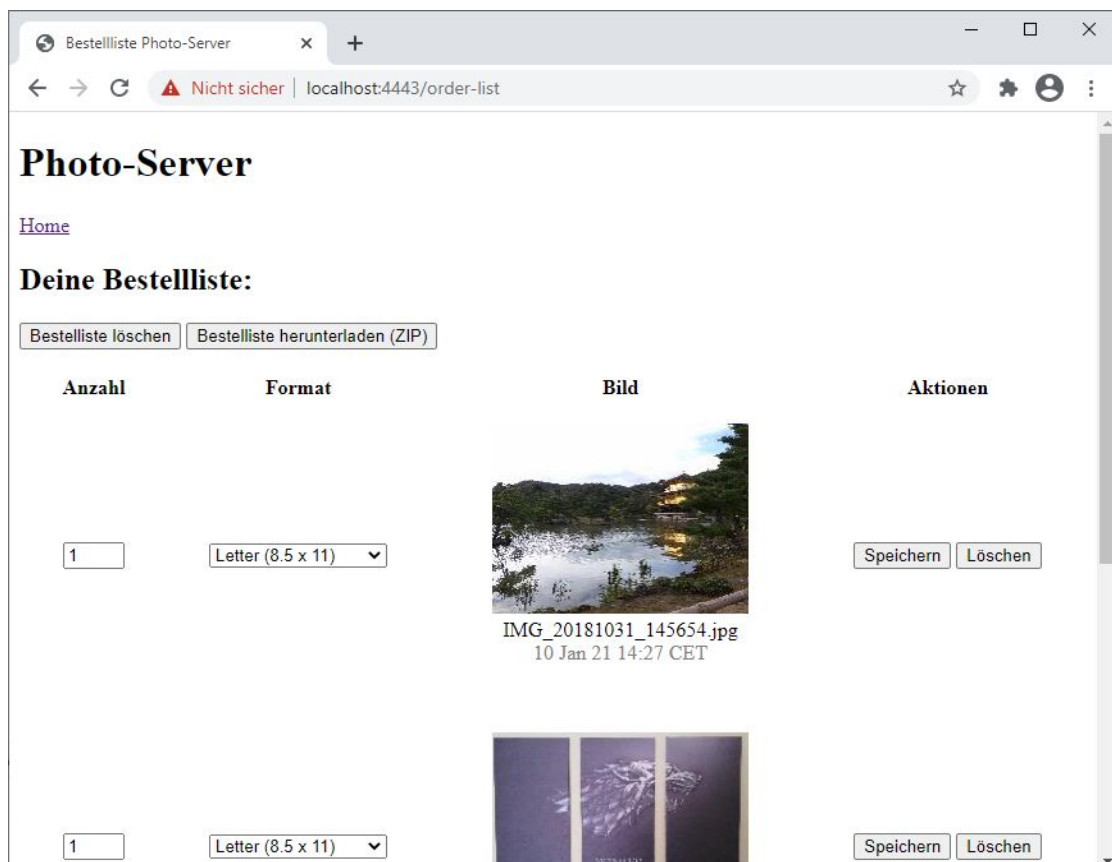 Bestellliste Photo-Server
Nicht sicher | localhost:4443/order-list
Photo-Server
Home
Deine Bestellliste:
Bestelliste löschen Bestelliste herunterladen (ZIP)
Anzahl Format Bild Aktionen
1 Letter (8.5 x 11) Speichern Löschen
IMG_20181031_145654.jpg
10 Jan 21 14:27 CET
1 Letter (8.5 x 11) Speichern Löschen